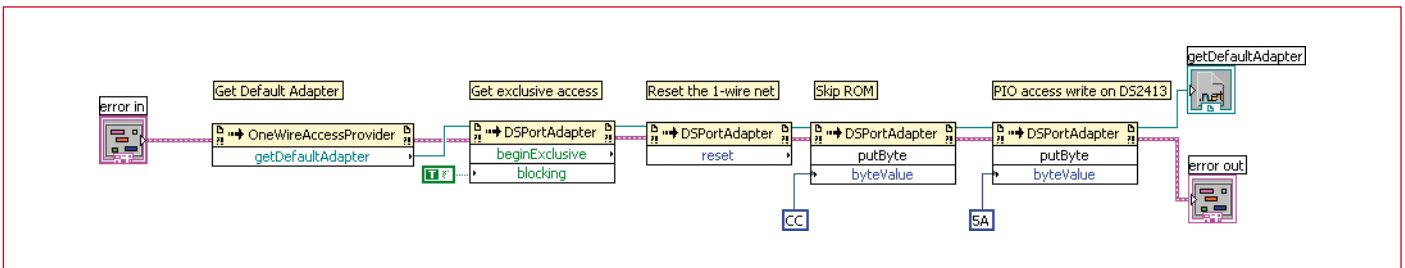 getDefaultAdapter
Get Default Adapter
Get exclusive access
Reset the 1-wire net
Skip ROM
PIO access write on DS2413
.net
error in
OneWireAccessProvider
getDefaultAdapter
DSPortAdapter
beginExclusive
blocking
T
DSPortAdapter
reset
DSPortAdapter
putByte
byteValue
DSPortAdapter
putByte
byteValue
error out
CC
5A